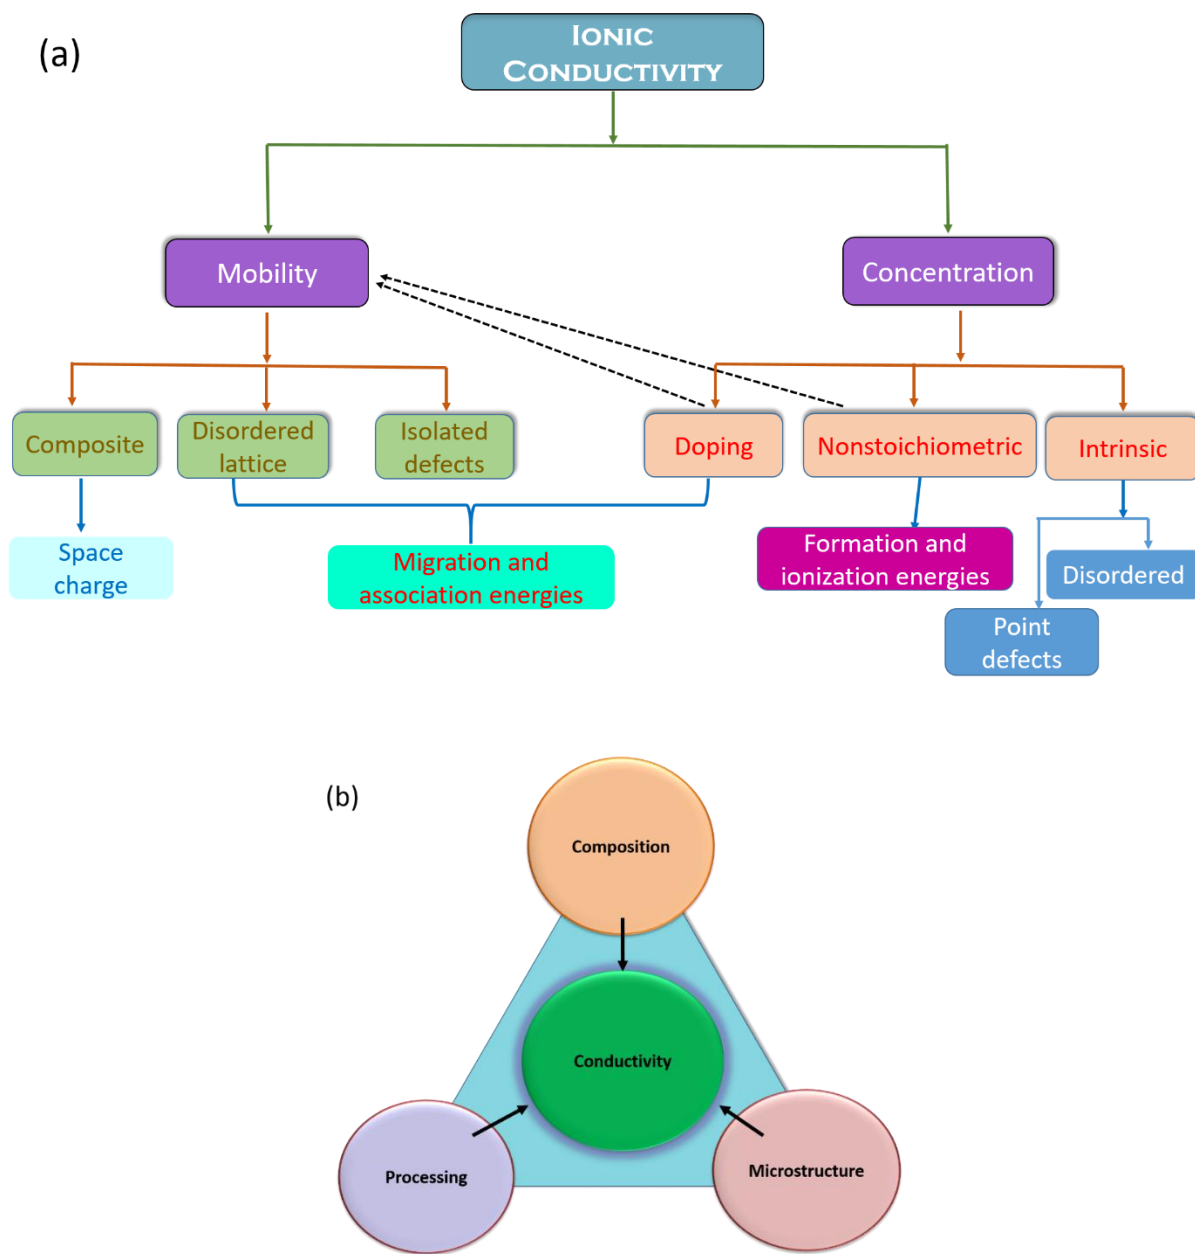 (a)
IONIC
CONDUCTIVITY
Mobility
Concentration
Composite
Disordered
lattice
Isolated
defects
Doping
Nonstoichiometric
Intrinsic
Space
charge
Migration and
association energies
Formation and
ionization energies
Disordered
Point
defects
(b)
Composition
Conductivity
Processing
Microstructure